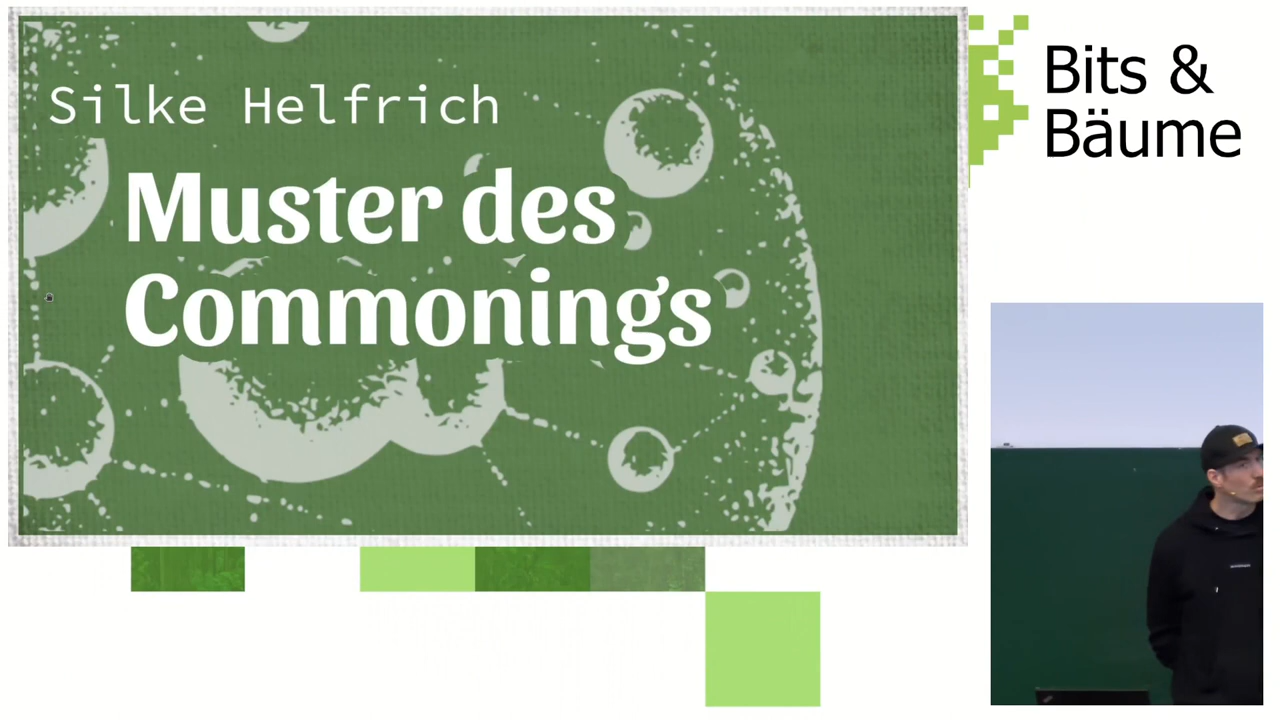 Silke Helfrich
Muster des
Commonings
Bits &
Bäume